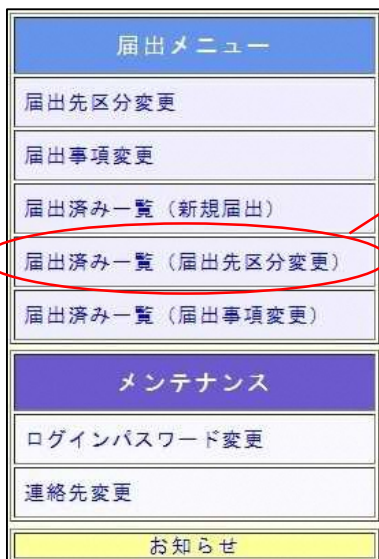 届出メニュー
届出先区分変更
届出事項変更
届出済み一覧（新規届出）
届出済み一覧（届出先区分変更）
届出済み一覧（届出事項変更）
メンテナンス
ログインパスワード変更
連絡先変更
お知らせ